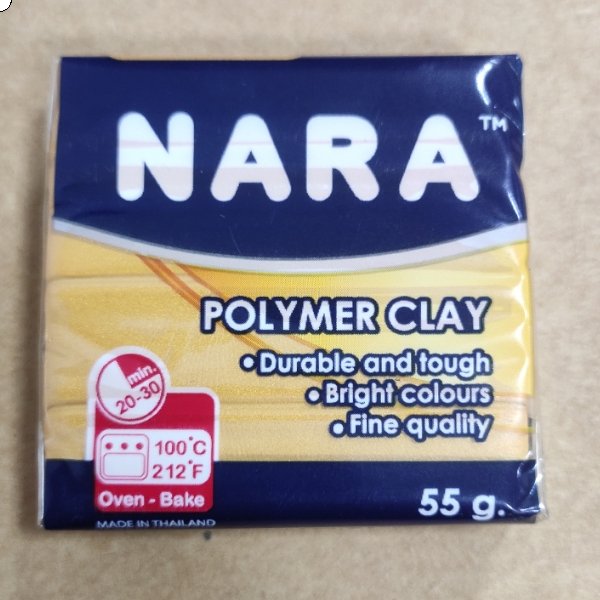 NARA™
POLYMER CLAY
•Durable and tough
•Bright colours
•Fine quality
min.
20-30
100°C
212°F
Oven - Bake
55 g.
MADE IN THAILAND